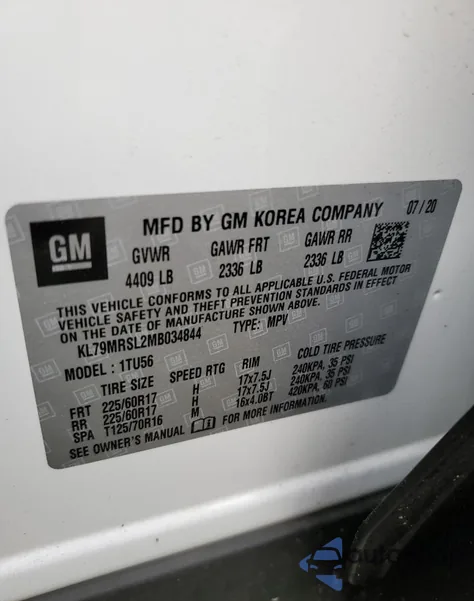 GM
MFD BY GM KOREA COMPANY 07/20
GVWR GAWR FRT GAWR RR
4409 LB 2336 LB 2336 LB
THIS VEHICLE CONFORMS TO ALL APPLICABLE U.S. FEDERAL MOTOR
VEHICLE SAFETY AND THEFT PREVENTION STANDARDS IN EFFECT
ON THE DATE OF MANUFACTURE SHOWN ABOVE.
KL79MRSL2MB034844 TYPE: MPV
MODEL: 1TU56
TIRE SIZE SPEED RTG RIM COLD TIRE PRESSURE
FRT 225/60R17 H 17x7.5J 240KPA, 35 PSI
RR 225/60R17 H 17x7.5J 240KPA, 35 PSI
SPA T125/70R16 M 16x4.0BT 420KPA, 60 PSI
SEE OWNER'S MANUAL FOR MORE INFORMATION.